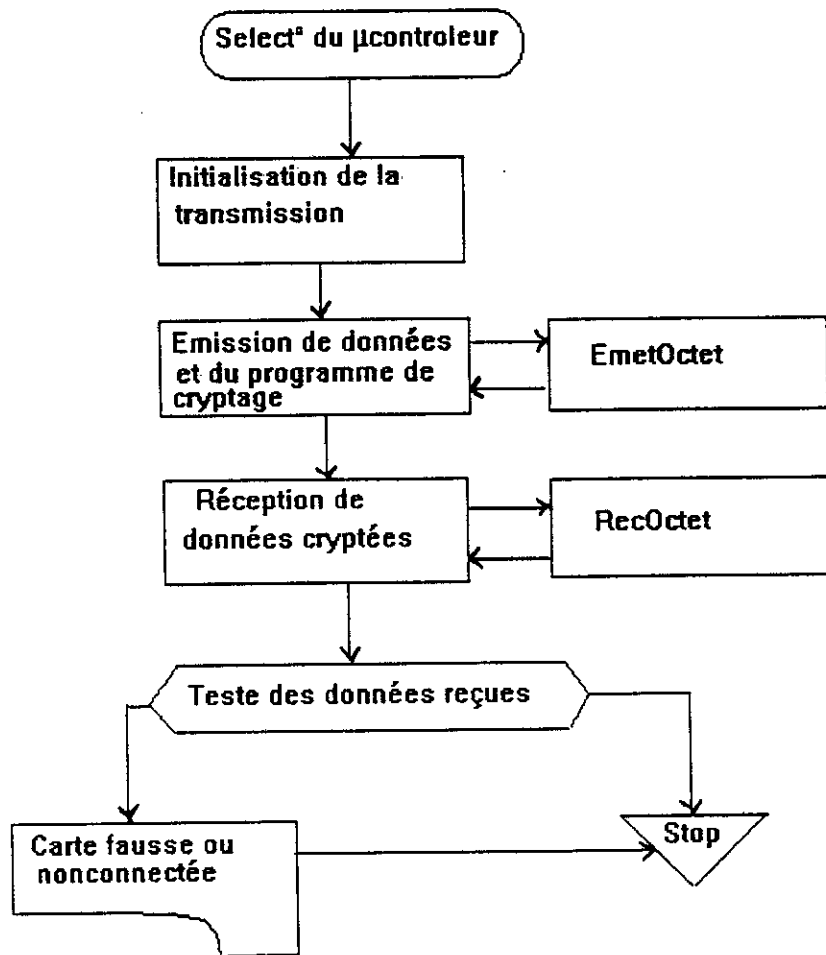 Select° du µcontroleur
Initialisation de la
transmission
Emission de données
et du programme de
cryptage
EmetOctet
Réception de
données cryptées
RecOctet
Teste des données reçues
Carte fausse ou
nonconnectée
Stop